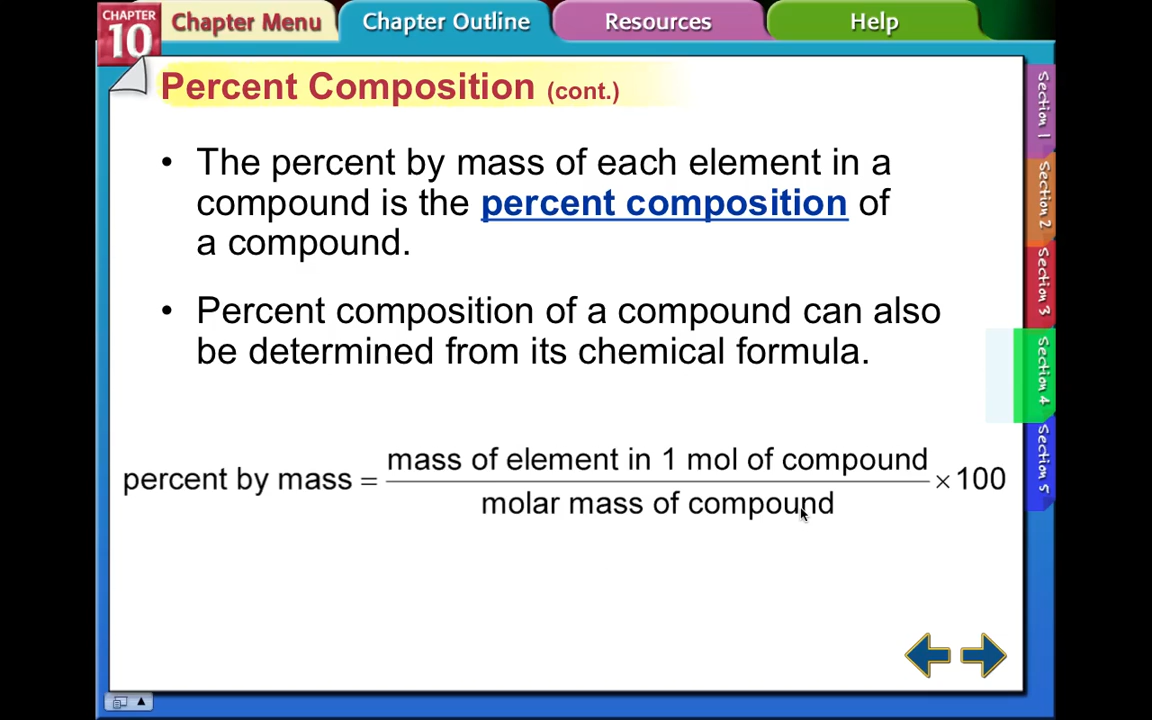 CHAPTER
10
Chapter Menu
Chapter Outline
Resources
Help
Percent Composition (cont.)
• The percent by mass of each element in a
compound is the percent composition of
a compound.
• Percent composition of a compound can also
be determined from its chemical formula.
mass of element in 1 mol of compound
percent by mass = ×100
molar mass of compound
Section 1
Section 2
Section 3
Section 4
Section 5